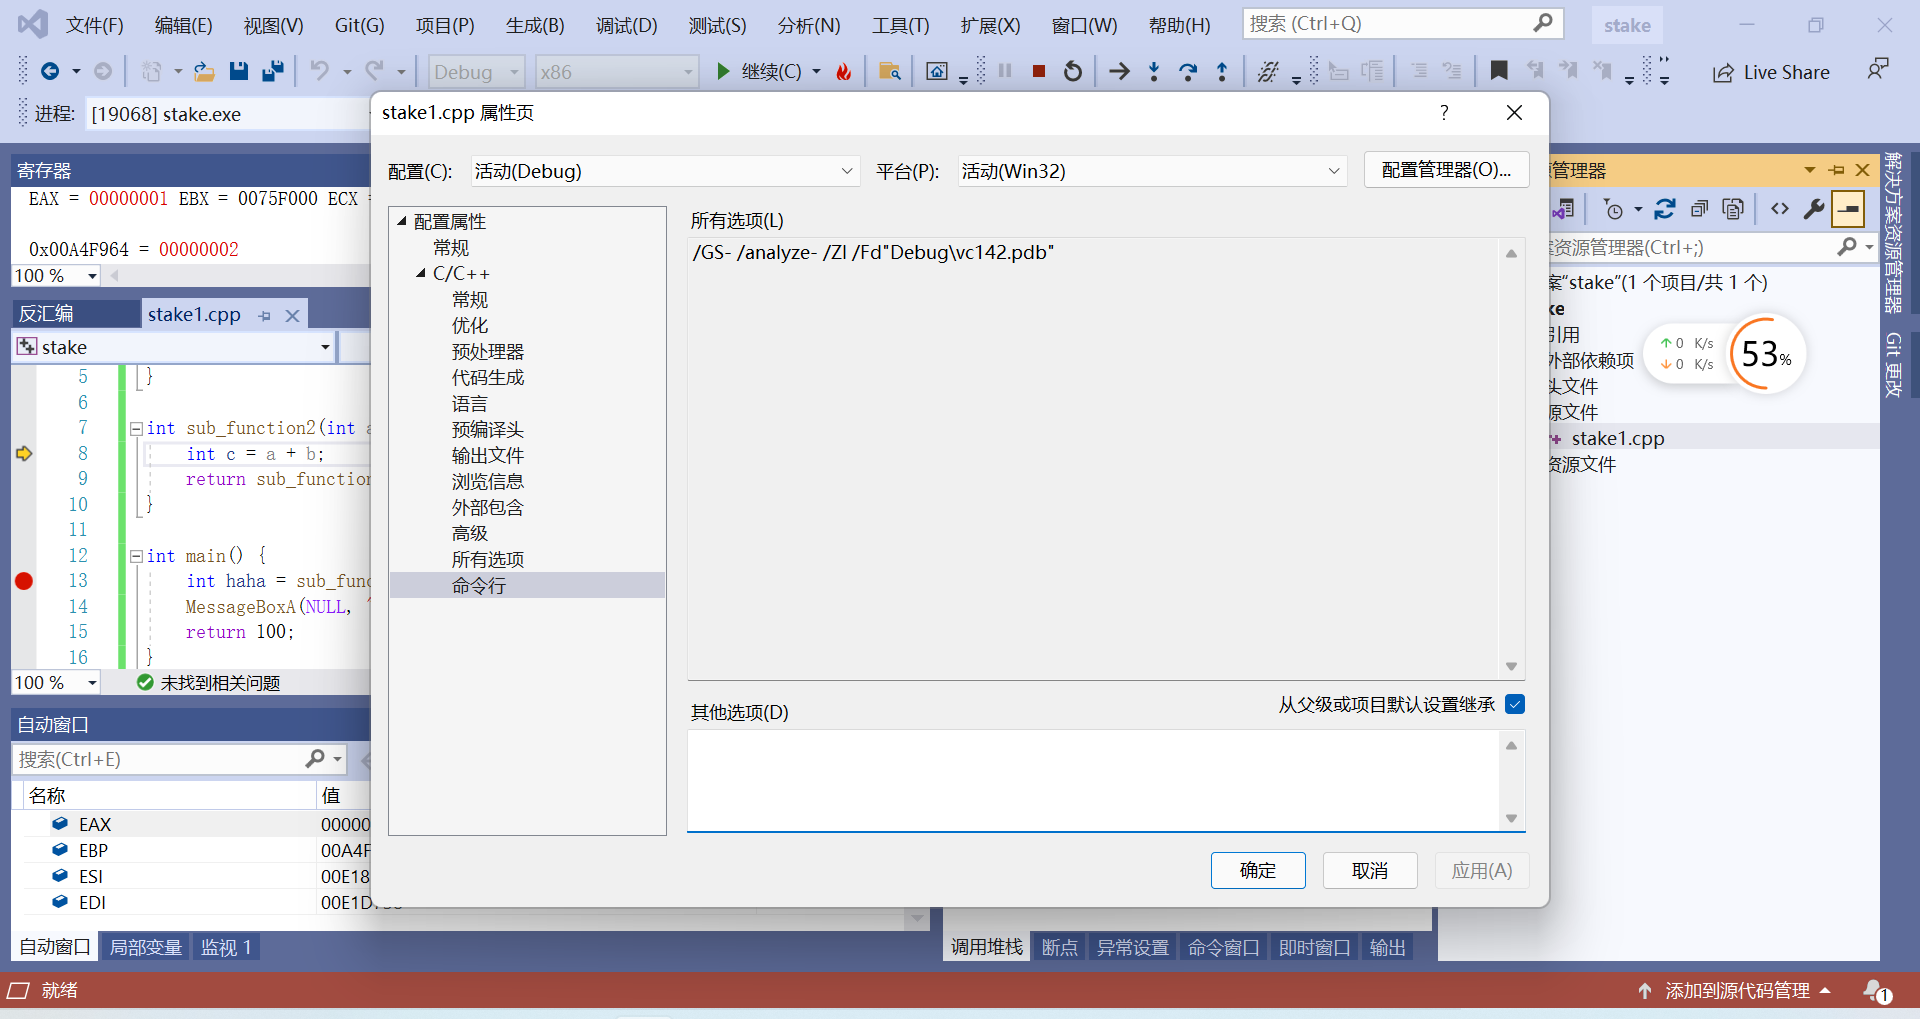 文件(F) 编辑(E) 视图(V) Git(G) 项目(P) 生成(B) 调试(D) 测试(S) 分析(N) 工具(T) 扩展(X) 窗口(W) 帮助(H) 搜索 (Ctrl+Q) stake
Debug x86 继续(C) Live Share
进程: [19068] stake.exe
stake1.cpp 属性页 ?
配置(C): 活动(Debug) 平台(P): 活动(Win32) 配置管理器(O)...
寄存器
EAX = 00000001 EBX = 0075F000 ECX =
0x00A4F964 = 00000002
100 %
反汇编 stake1.cpp
stake
5 }
6
7 int sub_function2(int a
8 int c = a + b;
9 return sub_function
10 }
11
12 int main() {
13 int haha = sub_func
14 MessageBoxA(NULL, "
15 return 100;
16 }
100 % 未找到相关问题
自动窗口
搜索(Ctrl+E)
名称 值
EAX 00000
EBP 00A4F
ESI 00E18
EDI
自动窗口 局部变量 监视 1
配置属性
常规
C/C++
常规
优化
预处理器
代码生成
语言
预编译头
输出文件
浏览信息
外部包含
高级
所有选项
命令行
所有选项(L)
/GS- /analyze- /ZI /Fd"Debug\vc142.pdb"
从父级或项目默认设置继承
其他选项(D)
确定 取消 应用(A)
管理器
资源管理器(Ctrl+;)
案"stake"(1 个项目/共 1 个)
ke
引用
外部依赖项
头文件
源文件
stake1.cpp
资源文件
↑ 0 K/s
↓ 0 K/s
53%
解决方案资源管理器
Git 更改
调用堆栈 断点 异常设置 命令窗口 即时窗口 输出
就绪 添加到源代码管理 1